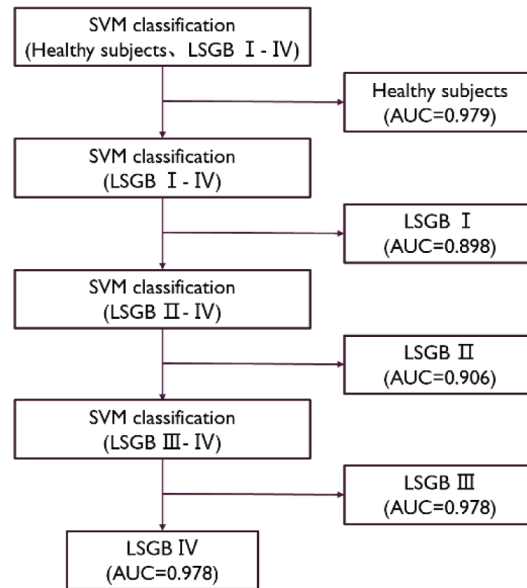 SVM classification
(Healthy subjects、LSGB Ⅰ - Ⅳ)
Healthy subjects
(AUC=0.979)
SVM classification
(LSGB Ⅰ - Ⅳ)
LSGB Ⅰ
(AUC=0.898)
SVM classification
(LSGB Ⅱ - Ⅳ)
LSGB Ⅱ
(AUC=0.906)
SVM classification
(LSGB Ⅲ - Ⅳ)
LSGB Ⅲ
(AUC=0.978)
LSGB Ⅳ
(AUC=0.978)